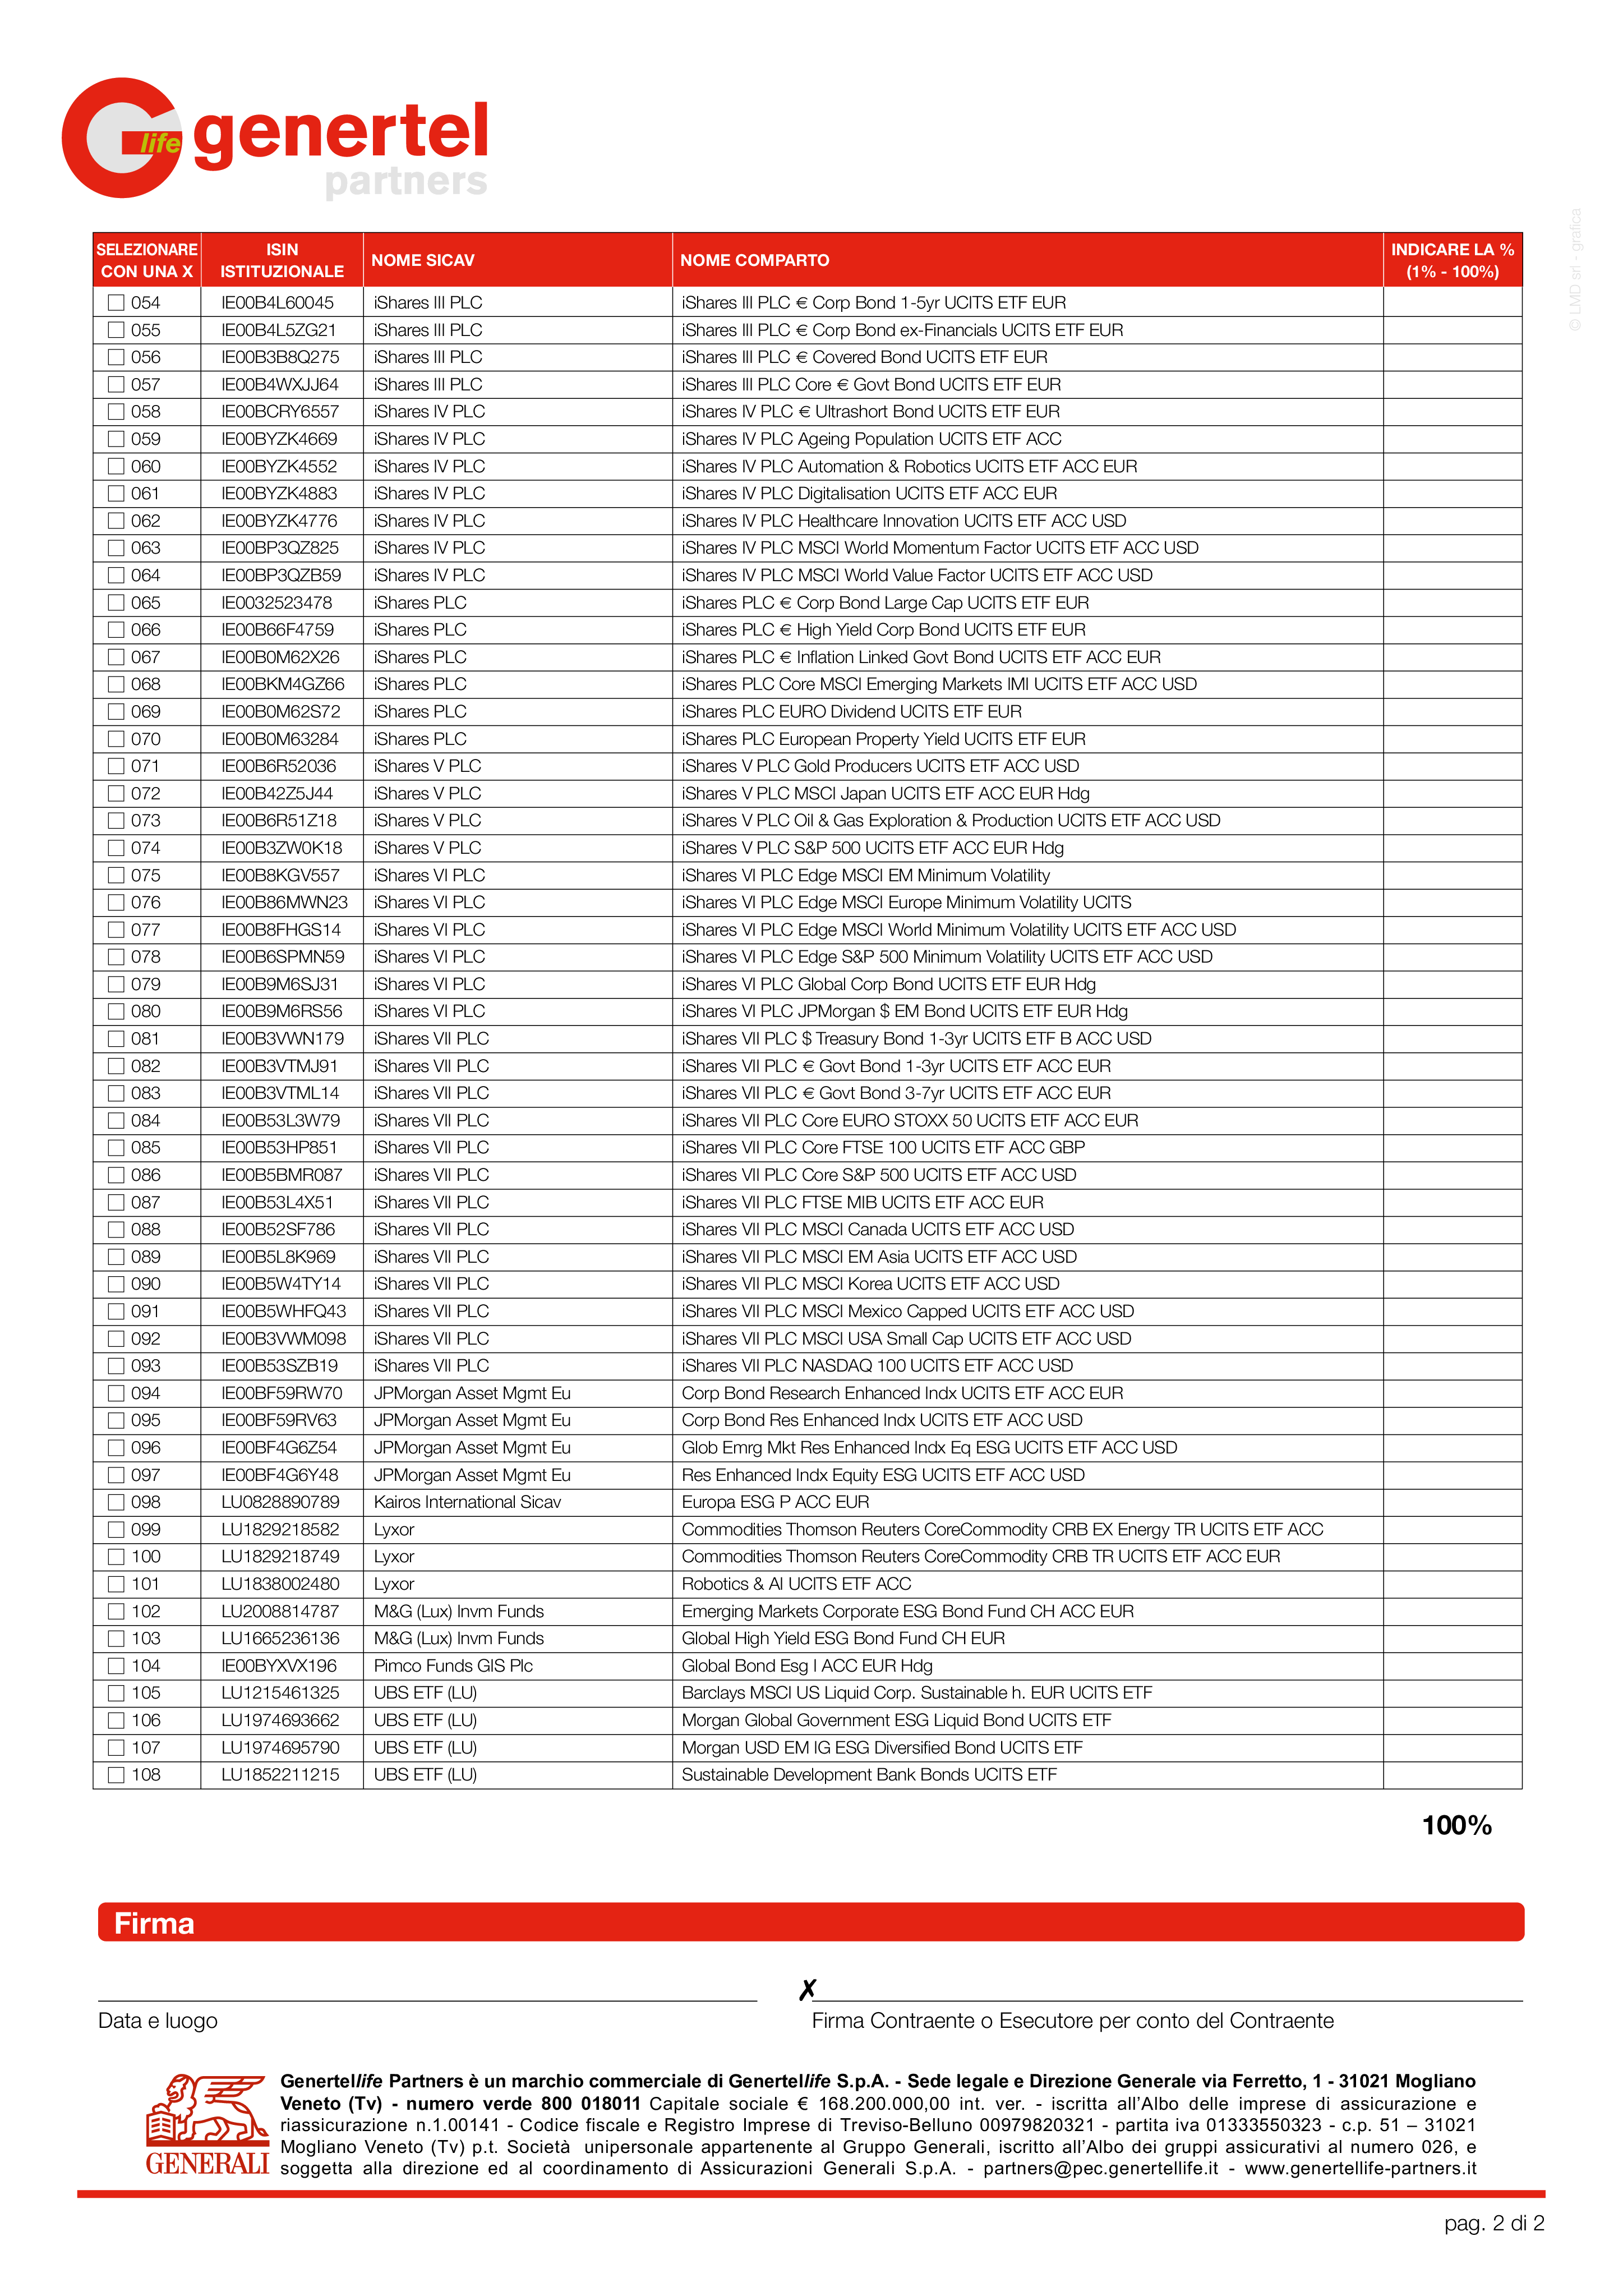 life genertel
partners
© LMD srl - grafica
SELEZIONARE CON UNA X ISIN ISTITUZIONALE NOME SICAV NOME COMPARTO INDICARE LA % (1% - 100%)
054 IE00B4L60045 iShares III PLC iShares III PLC € Corp Bond 1-5yr UCITS ETF EUR
055 IE00B4L5ZG21 iShares III PLC iShares III PLC € Corp Bond ex-Financials UCITS ETF EUR
056 IE00B3B8Q275 iShares III PLC iShares III PLC € Covered Bond UCITS ETF EUR
057 IE00B4WXJJ64 iShares III PLC iShares III PLC Core € Govt Bond UCITS ETF EUR
058 IE00BCRY6557 iShares IV PLC iShares IV PLC € Ultrashort Bond UCITS ETF EUR
059 IE00BYZK4669 iShares IV PLC iShares IV PLC Ageing Population UCITS ETF ACC
060 IE00BYZK4552 iShares IV PLC iShares IV PLC Automation & Robotics UCITS ETF ACC EUR
061 IE00BYZK4883 iShares IV PLC iShares IV PLC Digitalisation UCITS ETF ACC EUR
062 IE00BYZK4776 iShares IV PLC iShares IV PLC Healthcare Innovation UCITS ETF ACC USD
063 IE00BP3QZ825 iShares IV PLC iShares IV PLC MSCI World Momentum Factor UCITS ETF ACC USD
064 IE00BP3QZB59 iShares IV PLC iShares IV PLC MSCI World Value Factor UCITS ETF ACC USD
065 IE0032523478 iShares PLC iShares PLC € Corp Bond Large Cap UCITS ETF EUR
066 IE00B66F4759 iShares PLC iShares PLC € High Yield Corp Bond UCITS ETF EUR
067 IE00B0M62X26 iShares PLC iShares PLC € Inflation Linked Govt Bond UCITS ETF ACC EUR
068 IE00BKM4GZ66 iShares PLC iShares PLC Core MSCI Emerging Markets IMI UCITS ETF ACC USD
069 IE00B0M62S72 iShares PLC iShares PLC EURO Dividend UCITS ETF EUR
070 IE00B0M63284 iShares PLC iShares PLC European Property Yield UCITS ETF EUR
071 IE00B6R52036 iShares V PLC iShares V PLC Gold Producers UCITS ETF ACC USD
072 IE00B42Z5J44 iShares V PLC iShares V PLC MSCI Japan UCITS ETF ACC EUR Hdg
073 IE00B6R51Z18 iShares V PLC iShares V PLC Oil & Gas Exploration & Production UCITS ETF ACC USD
074 IE00B3ZW0K18 iShares V PLC iShares V PLC S&P 500 UCITS ETF ACC EUR Hdg
075 IE00B8KGV557 iShares VI PLC iShares VI PLC Edge MSCI EM Minimum Volatility
076 IE00B86MWN23 iShares VI PLC iShares VI PLC Edge MSCI Europe Minimum Volatility UCITS
077 IE00B8FHGS14 iShares VI PLC iShares VI PLC Edge MSCI World Minimum Volatility UCITS ETF ACC USD
078 IE00B6SPMN59 iShares VI PLC iShares VI PLC Edge S&P 500 Minimum Volatility UCITS ETF ACC USD
079 IE00B9M6SJ31 iShares VI PLC iShares VI PLC Global Corp Bond UCITS ETF EUR Hdg
080 IE00B9M6RS56 iShares VI PLC iShares VI PLC JPMorgan $ EM Bond UCITS ETF EUR Hdg
081 IE00B3VWN179 iShares VII PLC iShares VII PLC $ Treasury Bond 1-3yr UCITS ETF B ACC USD
082 IE00B3VTMJ91 iShares VII PLC iShares VII PLC € Govt Bond 1-3yr UCITS ETF ACC EUR
083 IE00B3VTML14 iShares VII PLC iShares VII PLC € Govt Bond 3-7yr UCITS ETF ACC EUR
084 IE00B53L3W79 iShares VII PLC iShares VII PLC Core EURO STOXX 50 UCITS ETF ACC EUR
085 IE00B53HP851 iShares VII PLC iShares VII PLC Core FTSE 100 UCITS ETF ACC GBP
086 IE00B5BMR087 iShares VII PLC iShares VII PLC Core S&P 500 UCITS ETF ACC USD
087 IE00B53L4X51 iShares VII PLC iShares VII PLC FTSE MIB UCITS ETF ACC EUR
088 IE00B52SF786 iShares VII PLC iShares VII PLC MSCI Canada UCITS ETF ACC USD
089 IE00B5L8K969 iShares VII PLC iShares VII PLC MSCI EM Asia UCITS ETF ACC USD
090 IE00B5W4TY14 iShares VII PLC iShares VII PLC MSCI Korea UCITS ETF ACC USD
091 IE00B5WHFQ43 iShares VII PLC iShares VII PLC MSCI Mexico Capped UCITS ETF ACC USD
092 IE00B3VWM098 iShares VII PLC iShares VII PLC MSCI USA Small Cap UCITS ETF ACC USD
093 IE00B53SZB19 iShares VII PLC iShares VII PLC NASDAQ 100 UCITS ETF ACC USD
094 IE00BF59RW70 JPMorgan Asset Mgmt Eu Corp Bond Research Enhanced Indx UCITS ETF ACC EUR
095 IE00BF59RV63 JPMorgan Asset Mgmt Eu Corp Bond Res Enhanced Indx UCITS ETF ACC USD
096 IE00BF4G6Z54 JPMorgan Asset Mgmt Eu Glob Emrg Mkt Res Enhanced Indx Eq ESG UCITS ETF ACC USD
097 IE00BF4G6Y48 JPMorgan Asset Mgmt Eu Res Enhanced Indx Equity ESG UCITS ETF ACC USD
098 LU0828890789 Kairos International Sicav Europa ESG P ACC EUR
099 LU1829218582 Lyxor Commodities Thomson Reuters CoreCommodity CRB EX Energy TR UCITS ETF ACC
100 LU1829218749 Lyxor Commodities Thomson Reuters CoreCommodity CRB TR UCITS ETF ACC EUR
101 LU1838002480 Lyxor Robotics & AI UCITS ETF ACC
102 LU2008814787 M&G (Lux) Invm Funds Emerging Markets Corporate ESG Bond Fund CH ACC EUR
103 LU1665236136 M&G (Lux) Invm Funds Global High Yield ESG Bond Fund CH EUR
104 IE00BYXVX196 Pimco Funds GIS Plc Global Bond Esg I ACC EUR Hdg
105 LU1215461325 UBS ETF (LU) Barclays MSCI US Liquid Corp. Sustainable h. EUR UCITS ETF
106 LU1974693662 UBS ETF (LU) Morgan Global Government ESG Liquid Bond UCITS ETF
107 LU1974695790 UBS ETF (LU) Morgan USD EM IG ESG Diversified Bond UCITS ETF
108 LU1852211215 UBS ETF (LU) Sustainable Development Bank Bonds UCITS ETF
100%
Firma
✗
Data e luogo Firma Contraente o Esecutore per conto del Contraente
Genertellife Partners è un marchio commerciale di Genertellife S.p.A. - Sede legale e Direzione Generale via Ferretto, 1 - 31021 Mogliano
Veneto (Tv) - numero verde 800 018011 Capitale sociale € 168.200.000,00 int. ver. - iscritta all’Albo delle imprese di assicurazione e
riassicurazione n.1.00141 - Codice fiscale e Registro Imprese di Treviso-Belluno 00979820321 - partita iva 01333550323 - c.p. 51 – 31021
Mogliano Veneto (Tv) p.t. Società unipersonale appartenente al Gruppo Generali, iscritto all’Albo dei gruppi assicurativi al numero 026, e
soggetta alla direzione ed al coordinamento di Assicurazioni Generali S.p.A. - partners@pec.genertellife.it - www.genertellife-partners.it
GENERALI
pag. 2 di 2